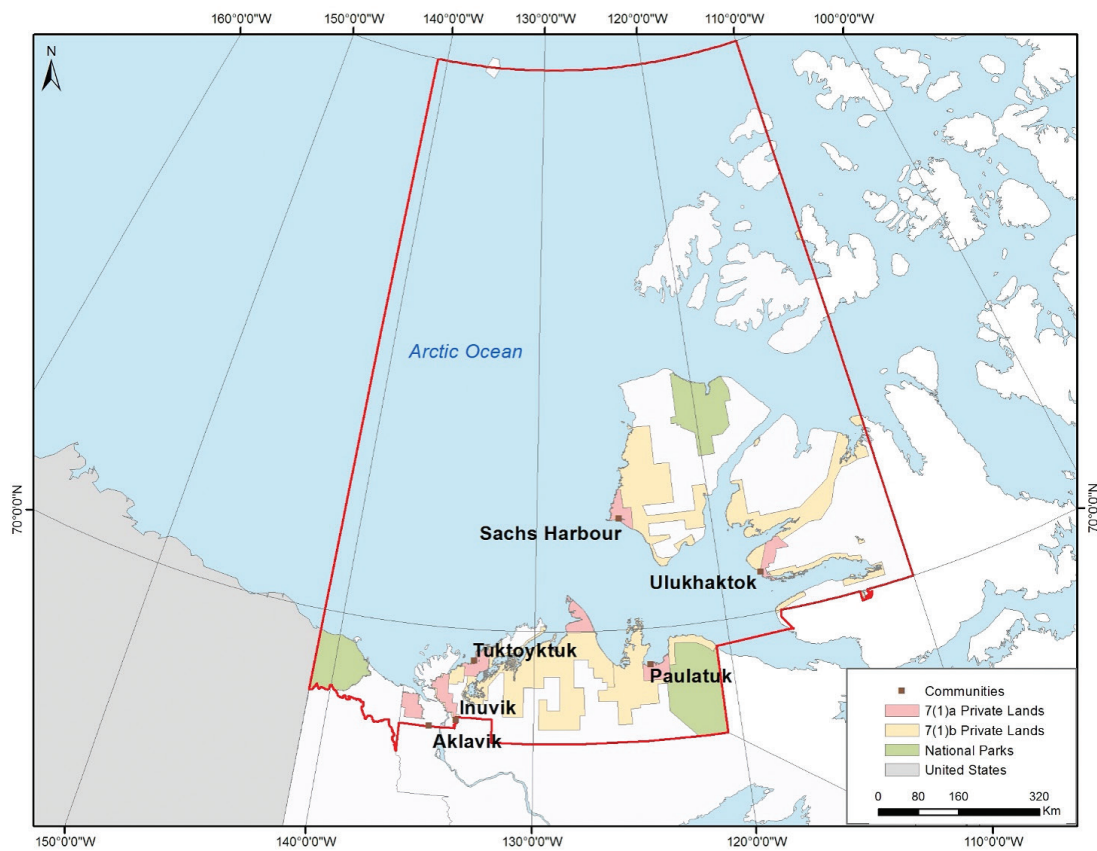 160°0'0"W 150°0'0"W 140°0'0"W 130°0'0"W 120°0'0"W 110°0'0"W 100°0'0"W
N
Arctic Ocean
70°0'0"N
70°0'0"N
Sachs Harbour
Ulukhaktok
Tuktoyktuk
Paulatuk
Inuvik
Aklavik
Communities
7(1)a Private Lands
7(1)b Private Lands
National Parks
United States
0 80 160 320
Km
150°0'0"W 140°0'0"W 130°0'0"W 120°0'0"W 110°0'0"W